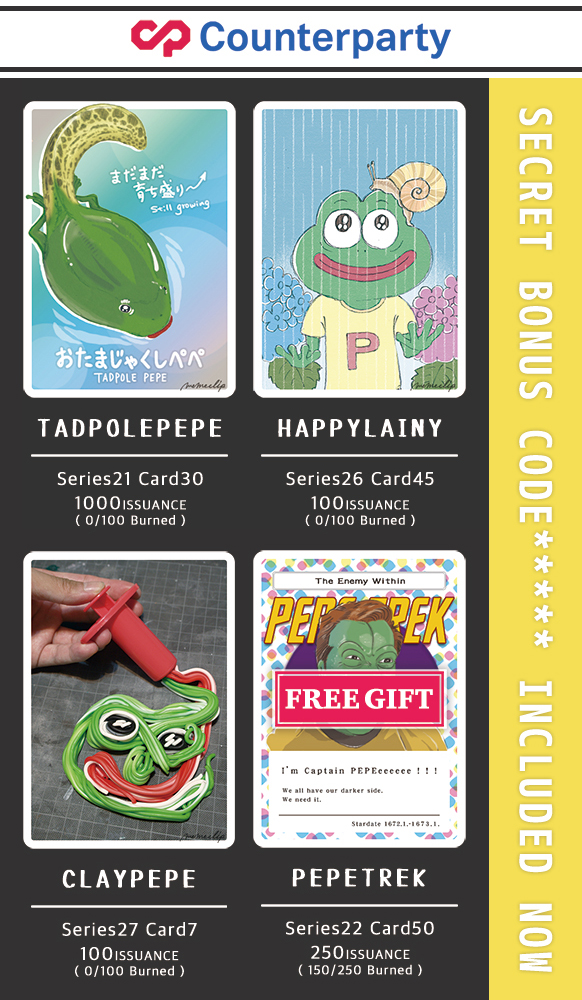 Counterparty
まだまだ
育ち盛り
still growing
おたまじゃくしペペ
TADPOLE PEPE
P
TADPOLEPEPE
Series21 Card30
1000ISSUANCE
( 0/100 Burned )
HAPPYLAINY
Series26 Card45
100ISSUANCE
( 0/100 Burned )
CLAYPEPE
Series27 Card7
100ISSUANCE
( 0/100 Burned )
The Enemy Within
FREE GIFT
I'm Captain PEPEeeeeee ! ! !
We all have our darker side.
We need it.
Stardate 1672.1.-1673.1.
PEPETREK
Series22 Card50
250ISSUANCE
( 150/250 Burned )
SECRET BONUS CODE***** INCLUDED NOW